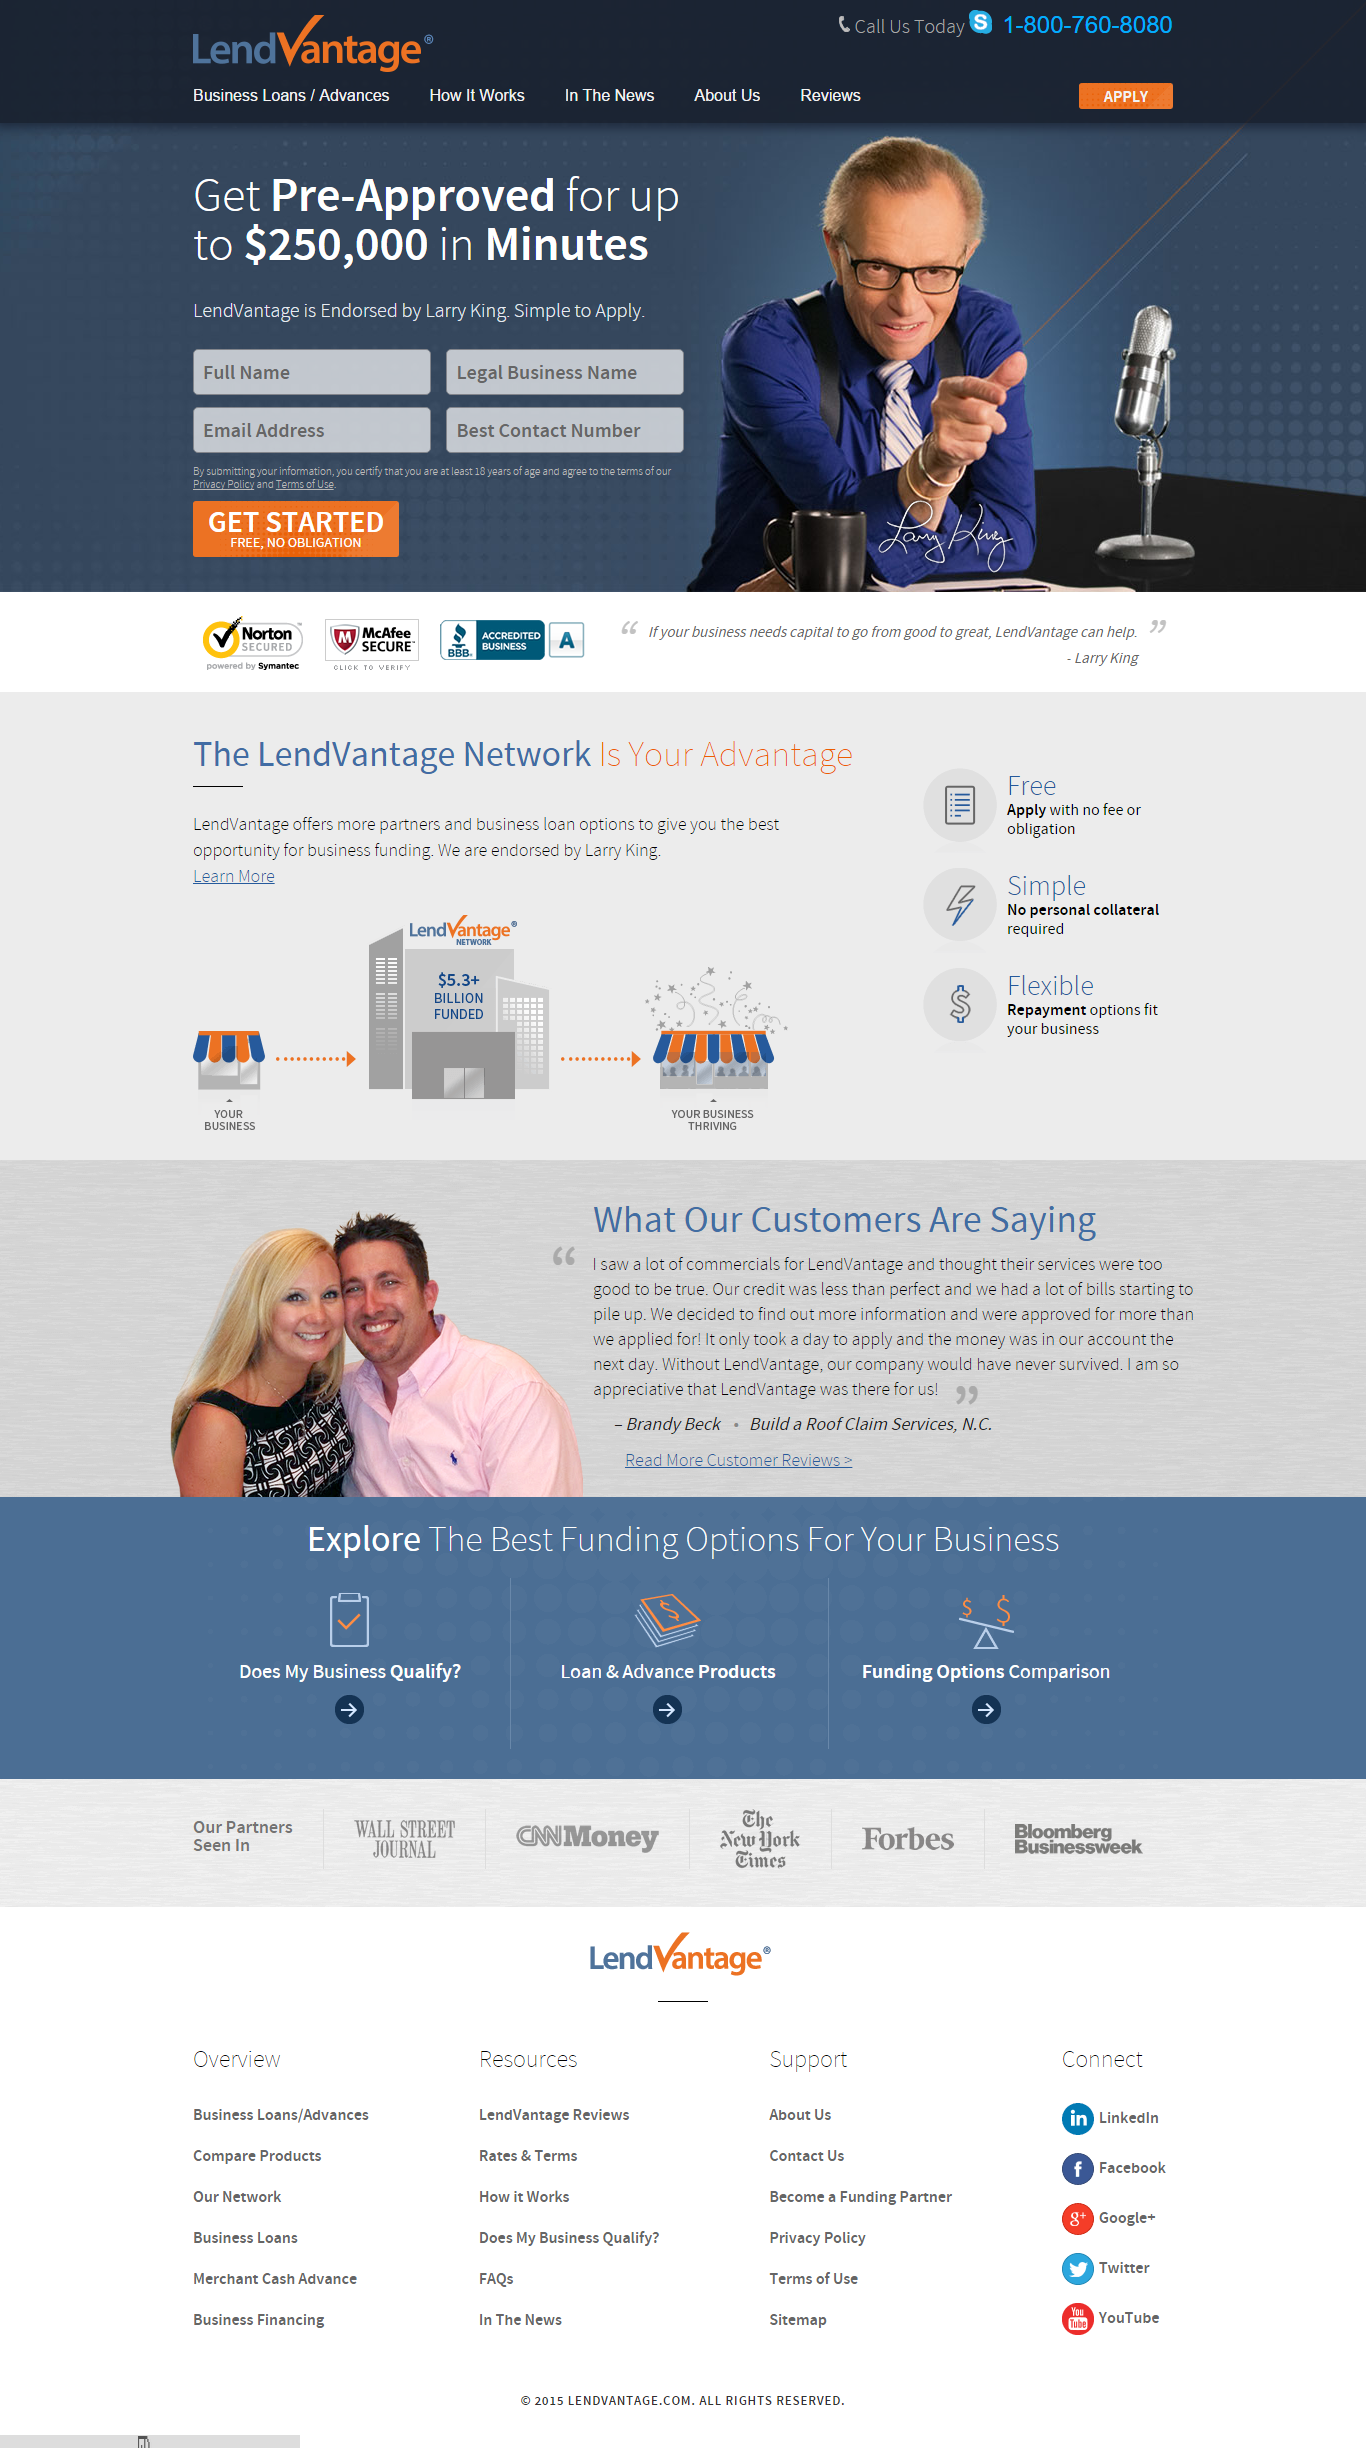 LendVantage®
Call Us Today 1-800-760-8080
Business Loans / Advances
How It Works
In The News
About Us
Reviews
APPLY
Get Pre-Approved for up
to $250,000 in Minutes
LendVantage is Endorsed by Larry King. Simple to Apply.
Full Name
Legal Business Name
Email Address
Best Contact Number
By submitting your information, you certify that you are at least 18 years of age and agree to the terms of our
Privacy Policy and Terms of Use.
GET STARTED
FREE, NO OBLIGATION
Larry King
Norton
SECURED
powered by Symantec
McAfee
SECURE™
CLICK TO VERIFY
BBB.
ACCREDITED
BUSINESS
A
“ If your business needs capital to go from good to great, LendVantage can help. ”
- Larry King
The LendVantage Network Is Your Advantage
LendVantage offers more partners and business loan options to give you the best
opportunity for business funding. We are endorsed by Larry King.
Learn More
Free
Apply with no fee or
obligation
Simple
No personal collateral
required
Flexible
Repayment options fit
your business
LendVantage®
NETWORK
$5.3+
BILLION
FUNDED
YOUR
BUSINESS
YOUR BUSINESS
THRIVING
What Our Customers Are Saying
“ I saw a lot of commercials for LendVantage and thought their services were too
good to be true. Our credit was less than perfect and we had a lot of bills starting to
pile up. We decided to find out more information and were approved for more than
we applied for! It only took a day to apply and the money was in our account the
next day. Without LendVantage, our company would have never survived. I am so
appreciative that LendVantage was there for us! ”
– Brandy Beck • Build a Roof Claim Services, N.C.
Read More Customer Reviews >
Explore The Best Funding Options For Your Business
Does My Business Qualify?
Loan & Advance Products
Funding Options Comparison
Our Partners
Seen In
WALL STREET
JOURNAL
CNNMoney
The
New York
Times
Forbes
Bloomberg
Businessweek
LendVantage®
Overview
Business Loans/Advances
Compare Products
Our Network
Business Loans
Merchant Cash Advance
Business Financing
Resources
LendVantage Reviews
Rates & Terms
How it Works
Does My Business Qualify?
FAQs
In The News
Support
About Us
Contact Us
Become a Funding Partner
Privacy Policy
Terms of Use
Sitemap
Connect
LinkedIn
Facebook
Google+
Twitter
YouTube
© 2015 LENDVANTAGE.COM. ALL RIGHTS RESERVED.